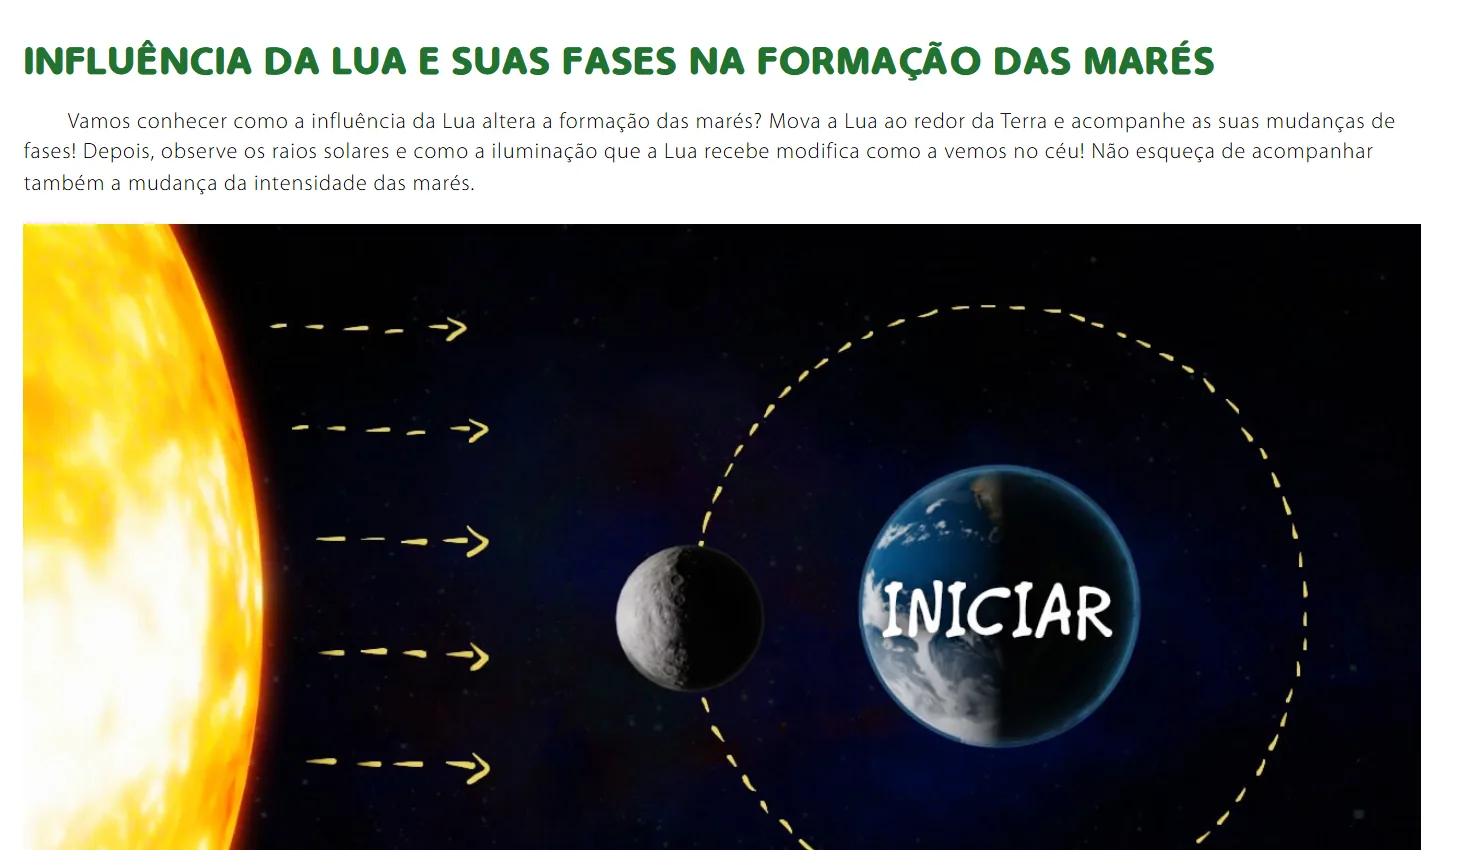 INFLUÊNCIA DA LUA E SUAS FASES NA FORMAÇÃO DAS MARÉS
Vamos conhecer como a influência da Lua altera a formação das marés? Mova a Lua ao redor da Terra e acompanhe as suas mudanças de
fases! Depois, observe os raios solares e como a iluminação que a Lua recebe modifica como a vemos no céu! Não esqueça de acompanhar
também a mudança da intensidade das marés.
INICIAR